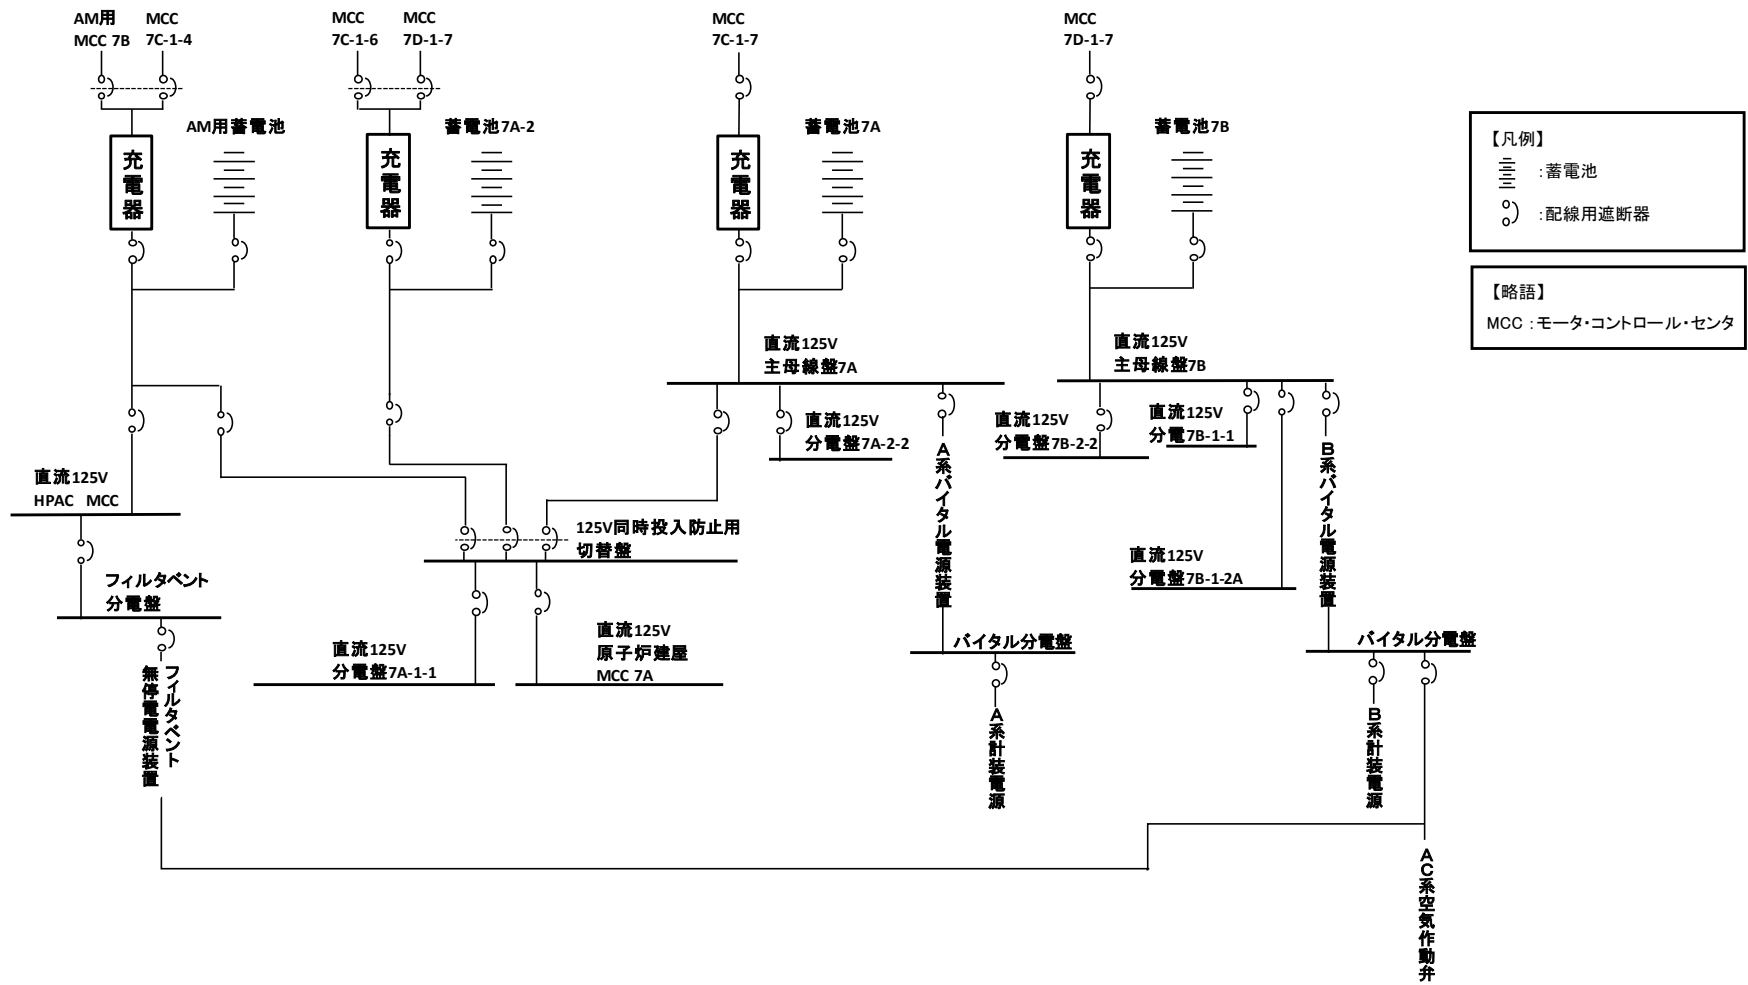 AM用
MCC 7B
MCC
7C-1-4
MCC
7C-1-6
MCC
7D-1-7
MCC
7C-1-7
MCC
7D-1-7
充電器
AM用蓄電池
充電器
蓄電池7A-2
充電器
蓄電池7A
充電器
蓄電池7B
【凡例】
:蓄電池
:配線用遮断器
【略語】
MCC :モータ・コントロール・センタ
直流125V
主母線盤7A
直流125V
主母線盤7B
直流125V
分電盤7A-2-2
直流125V
分電盤7B-2-2
直流125V
分電7B-1-1
直流125V
分電盤7B-1-2A
A系バイタル電源装置
B系バイタル電源装置
直流125V
HPAC MCC
125V同時投入防止用
切替盤
フィルタベント
分電盤
直流125V
分電盤7A-1-1
直流125V
原子炉建屋
MCC 7A
バイタル分電盤
バイタル分電盤
フィルタベント
無停電電源装置
A系計装電源
B系計装電源
AC系空気作動弁